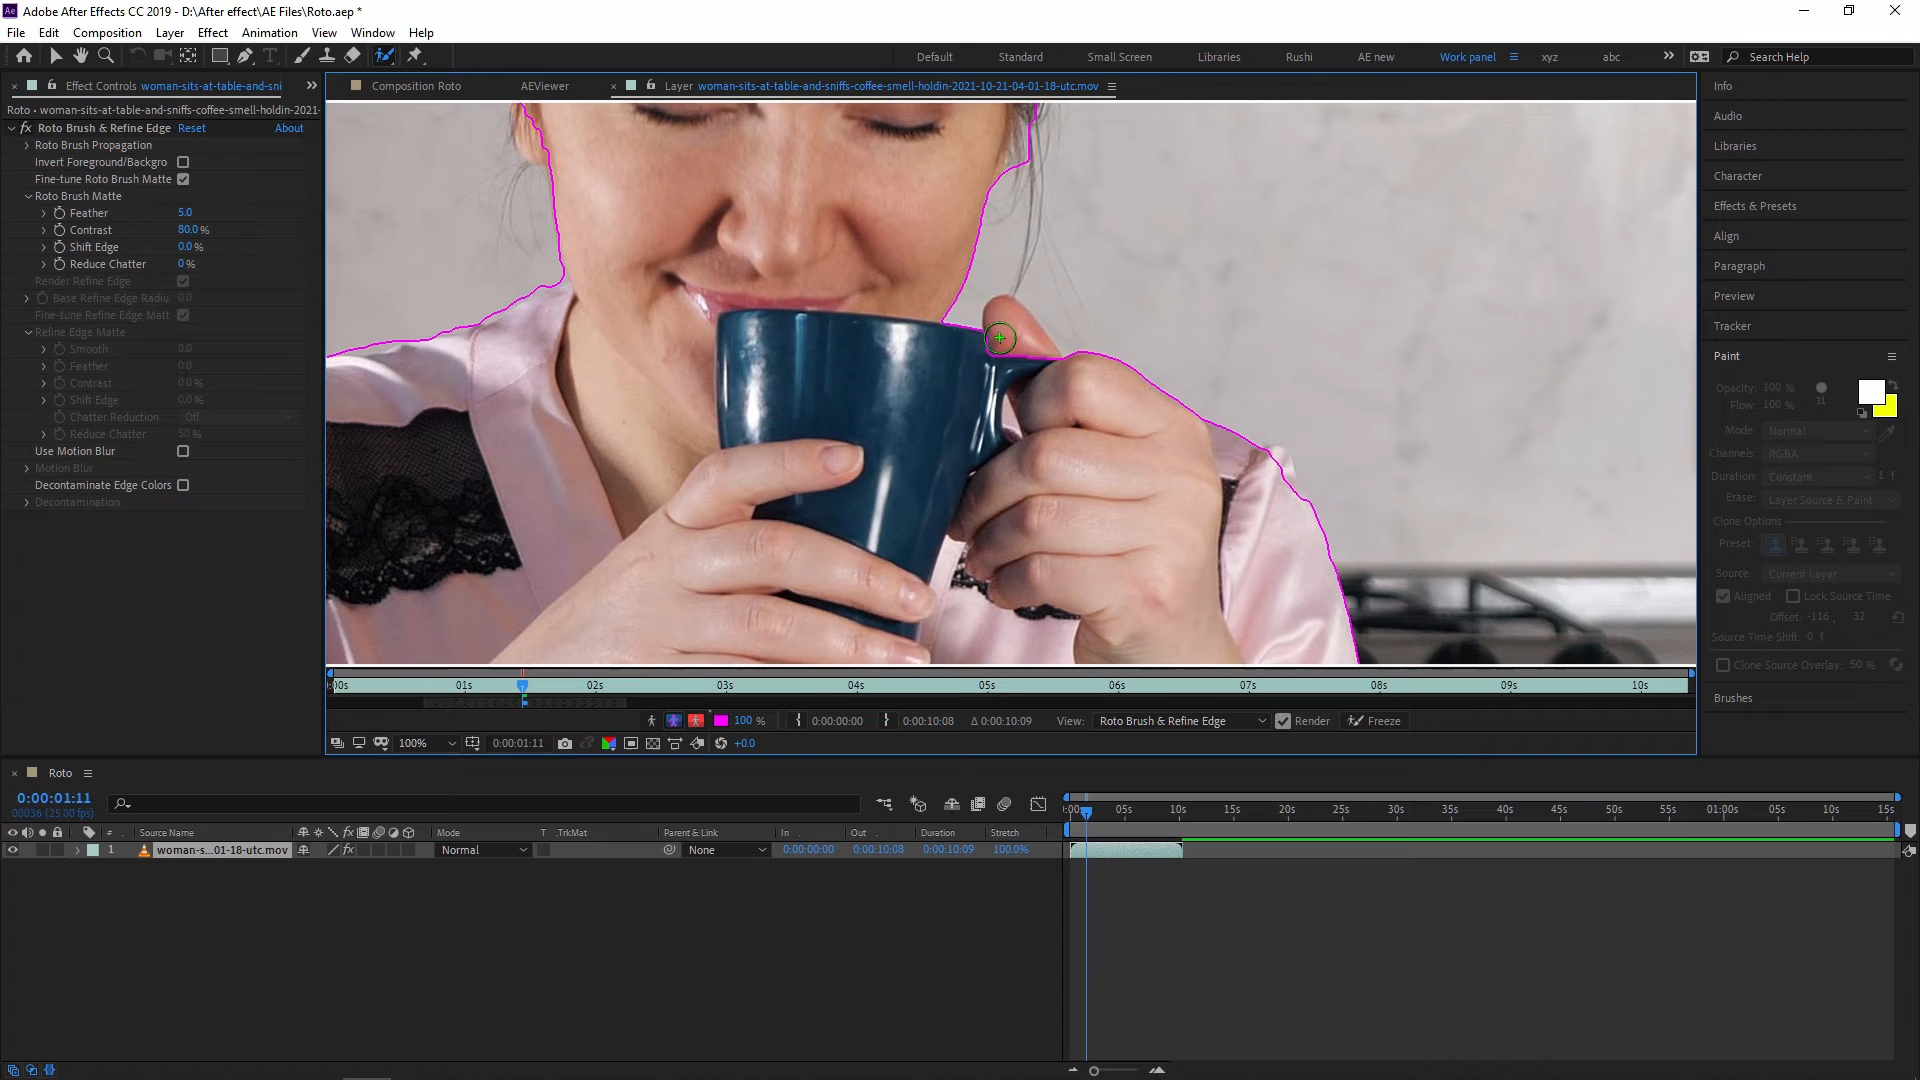 Ae Adobe After Effects CC 2019 - D:\After effect\AE Files\Roto.aep *
File Edit Composition Layer Effect Animation View Window Help
T Default Standard Small Screen Libraries Rushi AE new Work panel xyz abc Search Help
Effect Controls woman-sits-at-table-and-sni
Composition Roto AEViewer Layer woman-sits-at-table-and-sniffs-coffee-smell-holdin-2021-10-21-04-01-18-utc.mov
Roto • woman-sits-at-table-and-sniffs-coffee-smell-holdin-2021-
fx Roto Brush & Refine Edge Reset About
Roto Brush Propagation
Invert Foreground/Backgro
Fine-tune Roto Brush Matte
Roto Brush Matte
Feather 5.0
Contrast 80.0 %
Shift Edge 0.0 %
Reduce Chatter 0 %
Render Refine Edge
Base Refine Edge Radiu 0.0
Fine-tune Refine Edge Matt
Refine Edge Matte
Smooth 0.0
Feather 0.0
Contrast 0.0 %
Shift Edge 0.0 %
Chatter Reduction Off
Reduce Chatter 50 %
Use Motion Blur
Motion Blur
Decontaminate Edge Colors
Decontamination
Info
Audio
Libraries
Character
Effects & Presets
Align
Paragraph
Preview
Tracker
Paint
Opacity: 100 %
Flow: 100 % 31
Mode: Normal
Channels: RGBA
Duration: Constant 1 f
Erase: Layer Source & Paint
Clone Options
Preset:
Source: Current Layer
Aligned Lock Source Time
Offset: -116 , 32
Source Time Shift: 0 f
Clone Source Overlay: 50 %
Brushes
:00s 01s 02s 03s 04s 05s 06s 07s 08s 09s 10s
100 % 0:00:00:00 0:00:10:08 Δ 0:00:10:09 View: Roto Brush & Refine Edge Render Freeze
100% 0:00:01:11 +0.0
Roto
0:00:01:11
00036 (25.00 fps)
:00s 05s 10s 15s 20s 25s 30s 35s 40s 45s 50s 55s 01:00s 05s 10s 15s
# Source Name fx Mode T .TrkMat Parent & Link In Out Duration Stretch
1 woman-s...01-18-utc.mov fx Normal None 0:00:00:00 0:00:10:08 0:00:10:09 100.0%